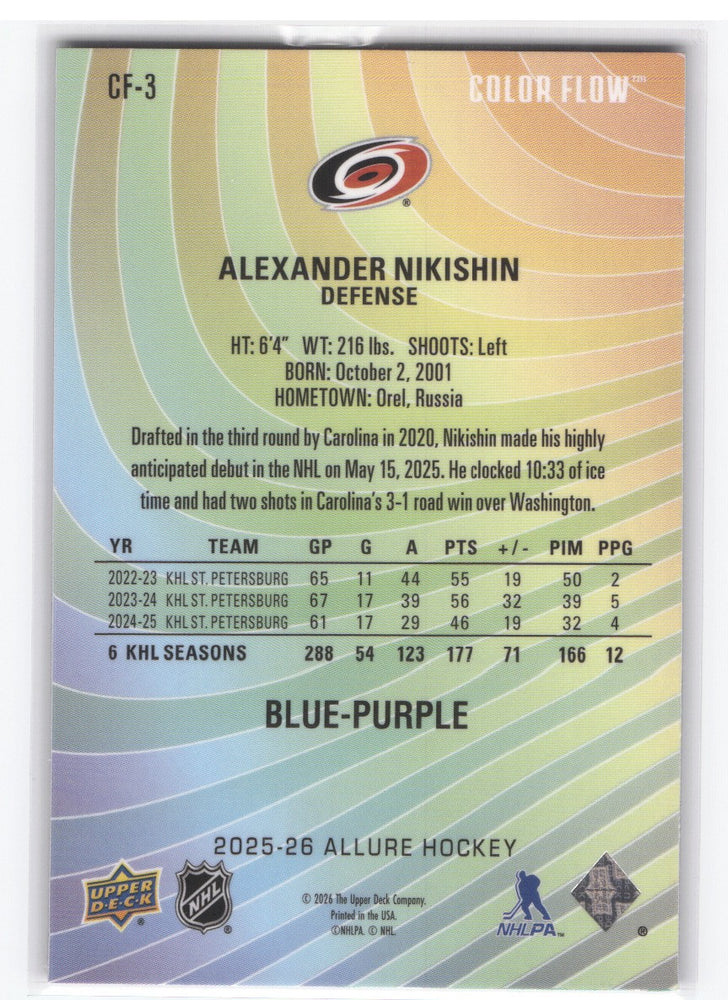 CF-3
COLOR FLOW™
®
ALEXANDER NIKISHIN
DEFENSE
HT: 6'4" WT: 216 lbs. SHOOTS: Left
BORN: October 2, 2001
HOMETOWN: Orel, Russia
Drafted in the third round by Carolina in 2020, Nikishin made his highly
anticipated debut in the NHL on May 15, 2025. He clocked 10:33 of ice
time and had two shots in Carolina's 3-1 road win over Washington.
YR TEAM GP G A PTS +/- PIM PPG
2022-23 KHL ST. PETERSBURG 65 11 44 55 19 50 2
2023-24 KHL ST. PETERSBURG 67 17 39 56 32 39 5
2024-25 KHL ST. PETERSBURG 61 17 29 46 19 32 4
6 KHL SEASONS 288 54 123 177 71 166 12
BLUE-PURPLE
2025-26 ALLURE HOCKEY
UPPER DECK ®
NHL ®
© 2026 The Upper Deck Company.
Printed in the USA.
©NHLPA. © NHL.
NHLPA™
®